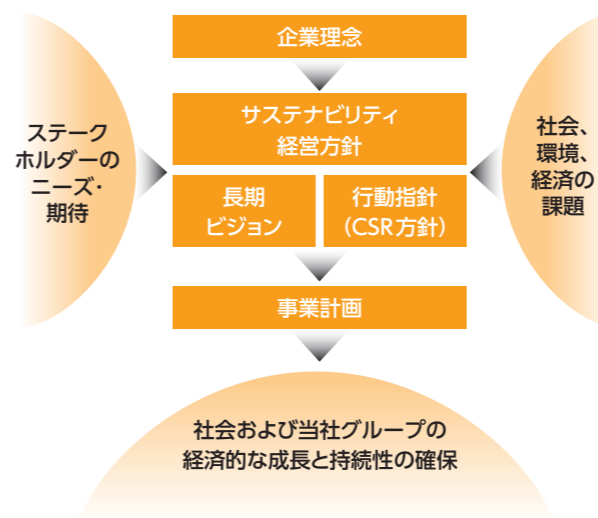 企業理念
サステナビリティ
経営方針
長期
ビジョン
行動指針
（CSR方針）
ステーク
ホルダーの
ニーズ・
期待
社会、
環境、
経済の
課題
事業計画
社会および当社グループの
経済的な成長と持続性の確保